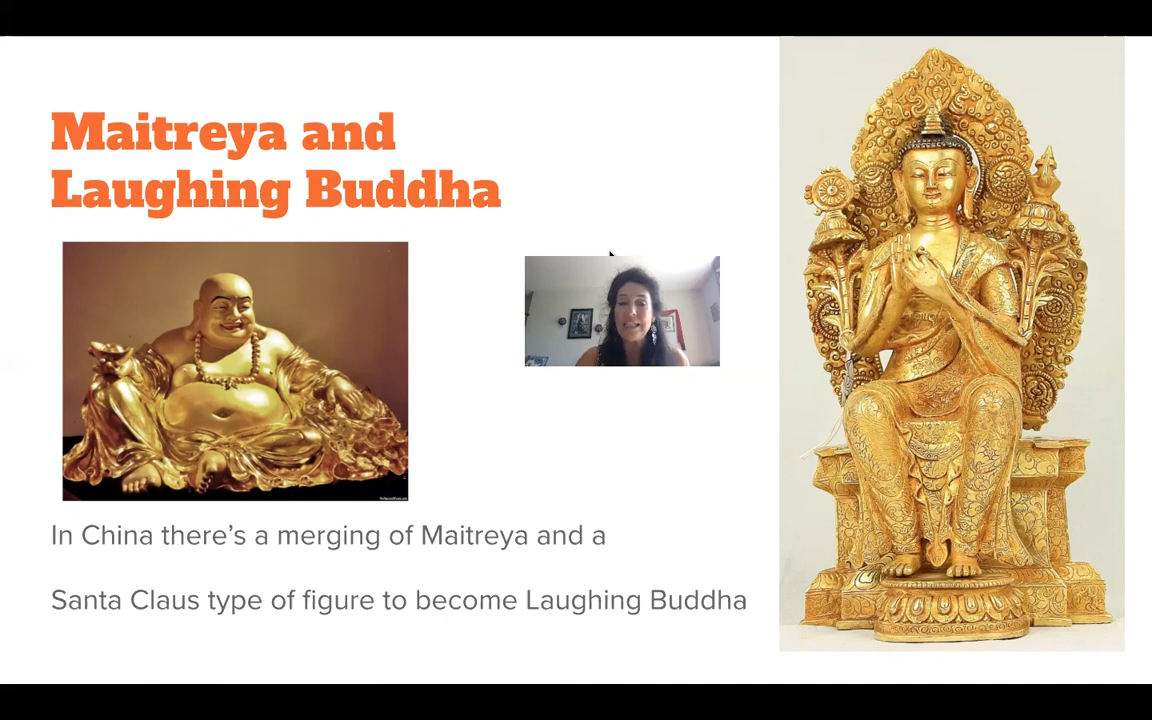 Maitreya and
Laughing Buddha
In China there's a merging of Maitreya and a
Santa Claus type of figure to become Laughing Buddha